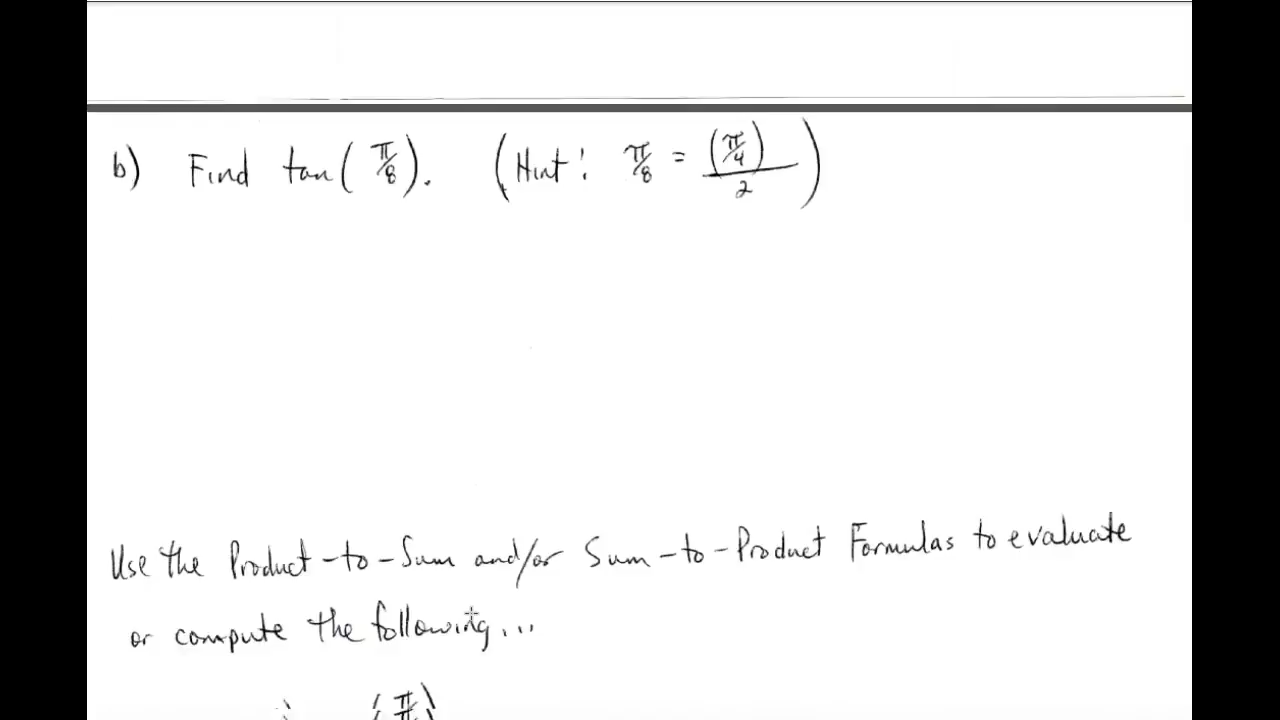 b) Find tan(π/8). (Hint: π/8 = (π/4)/2)
Use the Product-to-Sum and/or Sum-to-Product Formulas to evaluate
or compute the following...
(π/